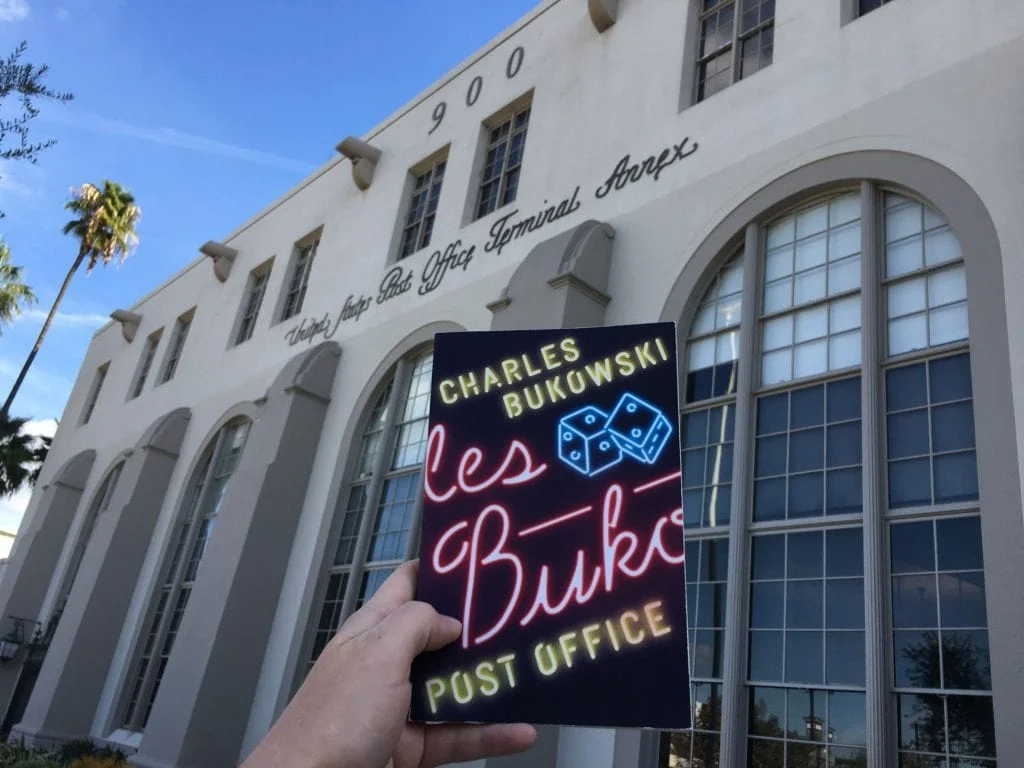 900
United States Post Office Terminal Annex
CHARLES
BUKOWSKI
les
Buko
POST OFFICE